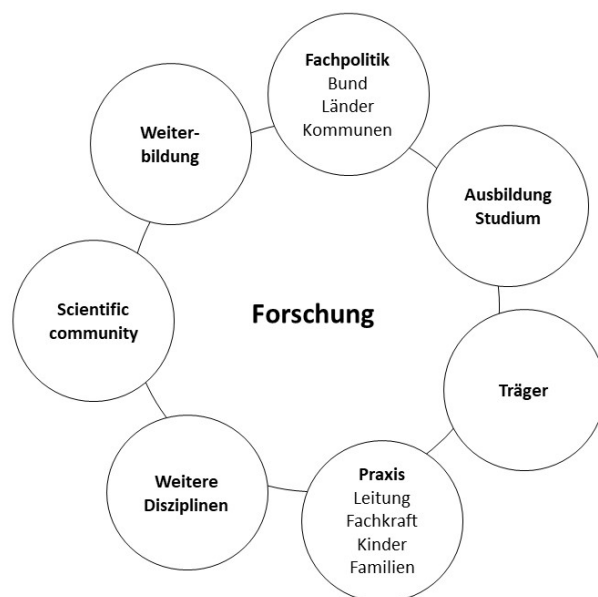 Fachpolitik
Bund
Länder
Kommunen
Ausbildung
Studium
Träger
Praxis
Leitung
Fachkraft
Kinder
Familien
Weitere
Disziplinen
Scientific
community
Weiter-
bildung
Forschung